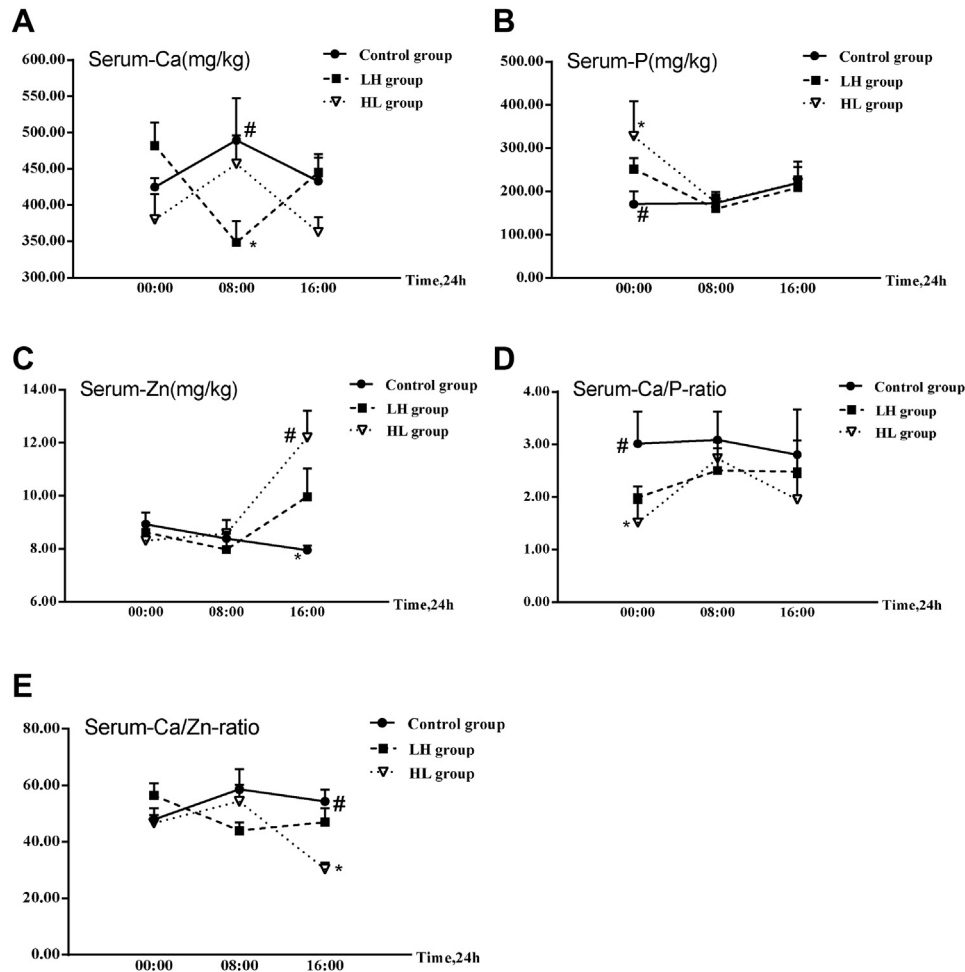 A
Serum-Ca(mg/kg)
Control group
LH group
HL group
600.00
550.00
500.00
450.00
400.00
350.00
300.00
#
*
00:00 08:00 16:00
Time,24h
B
Serum-P(mg/kg)
Control group
LH group
HL group
500.00
400.00
300.00
200.00
100.00
0.00
*
#
00:00 08:00 16:00
Time,24h
C
Serum-Zn(mg/kg)
Control group
LH group
HL group
14.00
12.00
10.00
8.00
6.00
#
*
00:00 08:00 16:00
Time,24h
D
Serum-Ca/P-ratio
Control group
LH group
HL group
4.00
3.00
2.00
1.00
0.00
#
*
00:00 08:00 16:00
Time,24h
E
Serum-Ca/Zn-ratio
Control group
LH group
HL group
80.00
60.00
40.00
20.00
0.00
#
*
00:00 08:00 16:00
Time,24h